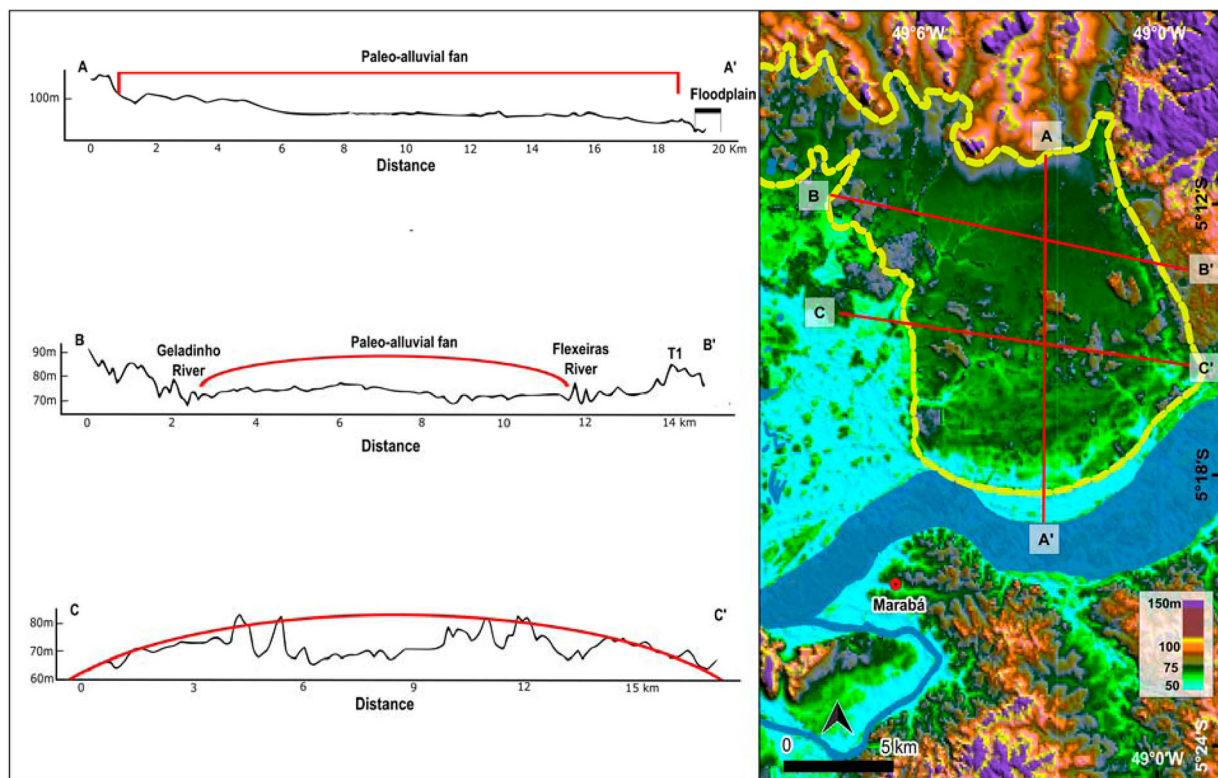 Paleo-alluvial fan
A
A'
Floodplain
100m
0 2 4 6 8 10 12 14 16 18 20 Km
Distance
B
Geladinho
River
Paleo-alluvial fan
Flexeiras
River
T1
B'
90m
80m
70m
0 2 4 6 8 10 12 14 km
Distance
C
C'
80m
70m
60m
0 3 6 9 12 15 km
Distance
49°6'W
49°0'W
A
B
5°12'S
B'
C
C'
5°18'S
A'
Marabá
150m
100
75
50
0
5 km
49°0'W
5°24'S